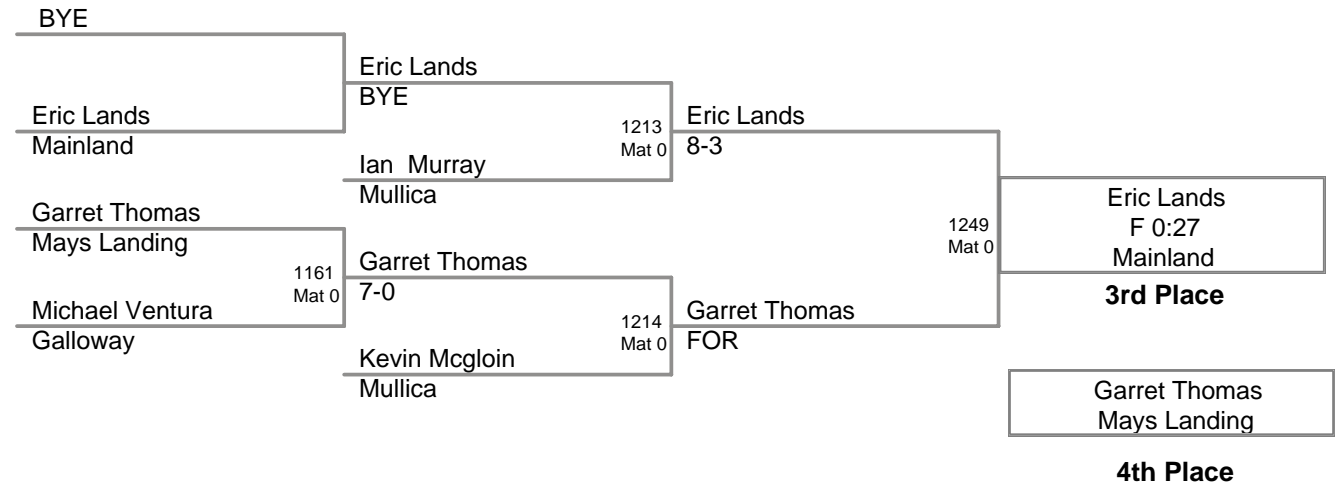 BYE
Eric Lands
Mainland
Garret Thomas
Mays Landing
Michael Ventura
Galloway
1161
Mat 0
Eric Lands
BYE
Ian Murray
Mullica
Garret Thomas
7-0
Kevin Mcgloin
Mullica
1213
Mat 0
1214
Mat 0
Eric Lands
8-3
Garret Thomas
FOR
1249
Mat 0
Eric Lands
F 0:27
Mainland
3rd Place
Garret Thomas
Mays Landing
4th Place